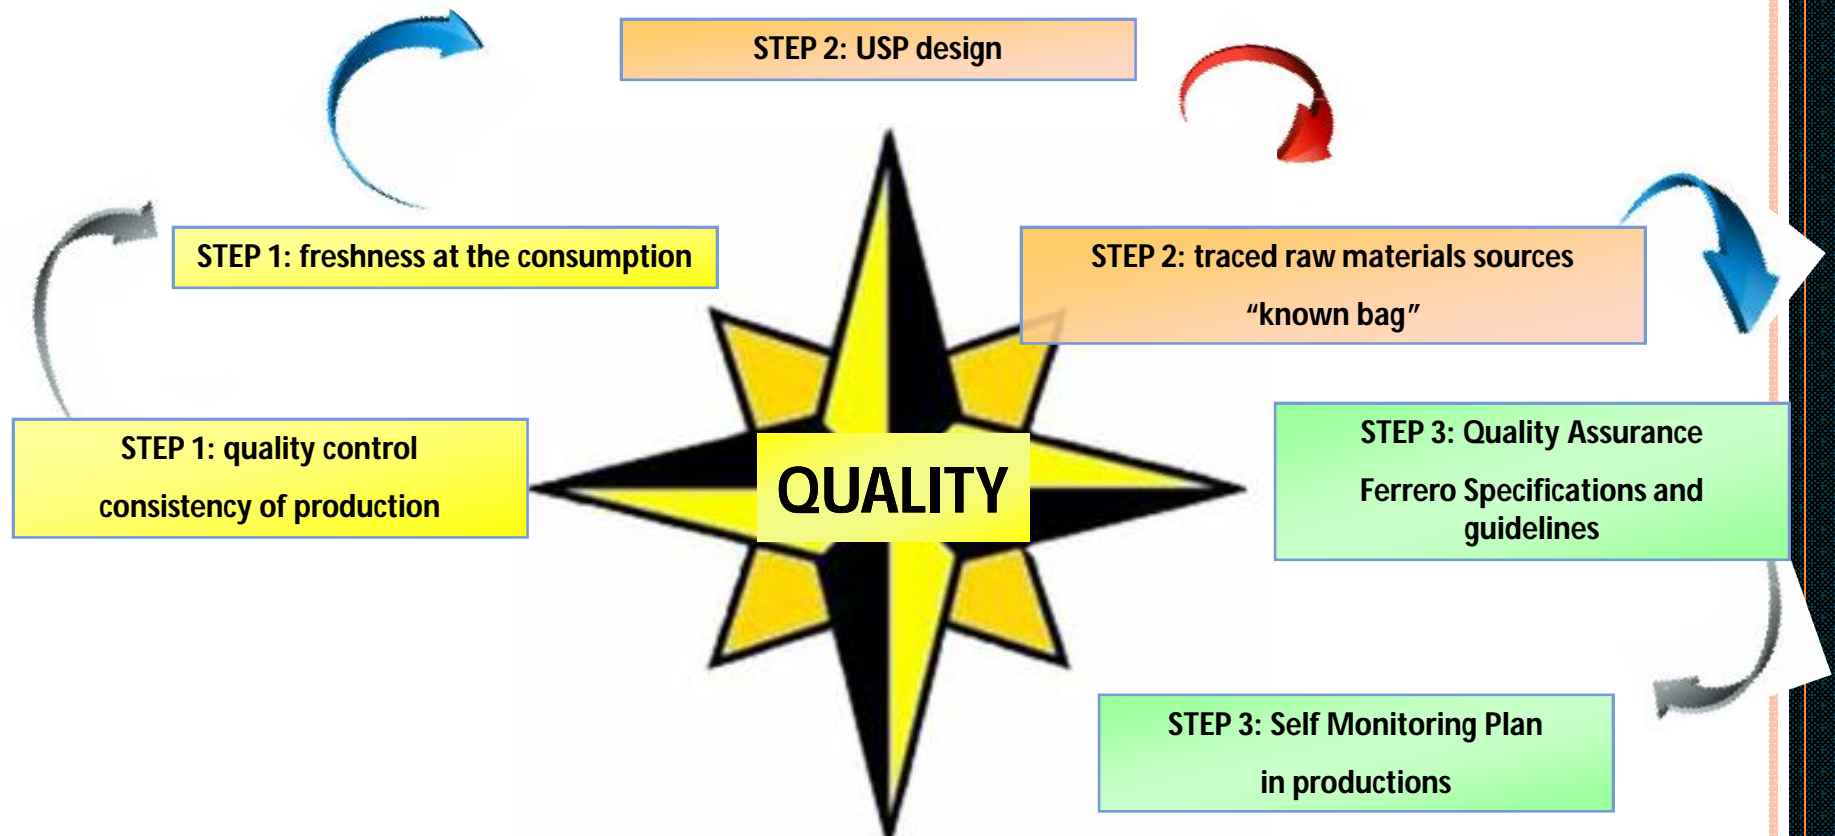 STEP 2: USP design
STEP 1: freshness at the consumption
STEP 2: traced raw materials sources
“known bag”
STEP 1: quality control
consistency of production
QUALITY
STEP 3: Quality Assurance
Ferrero Specifications and
guidelines
STEP 3: Self Monitoring Plan
in productions